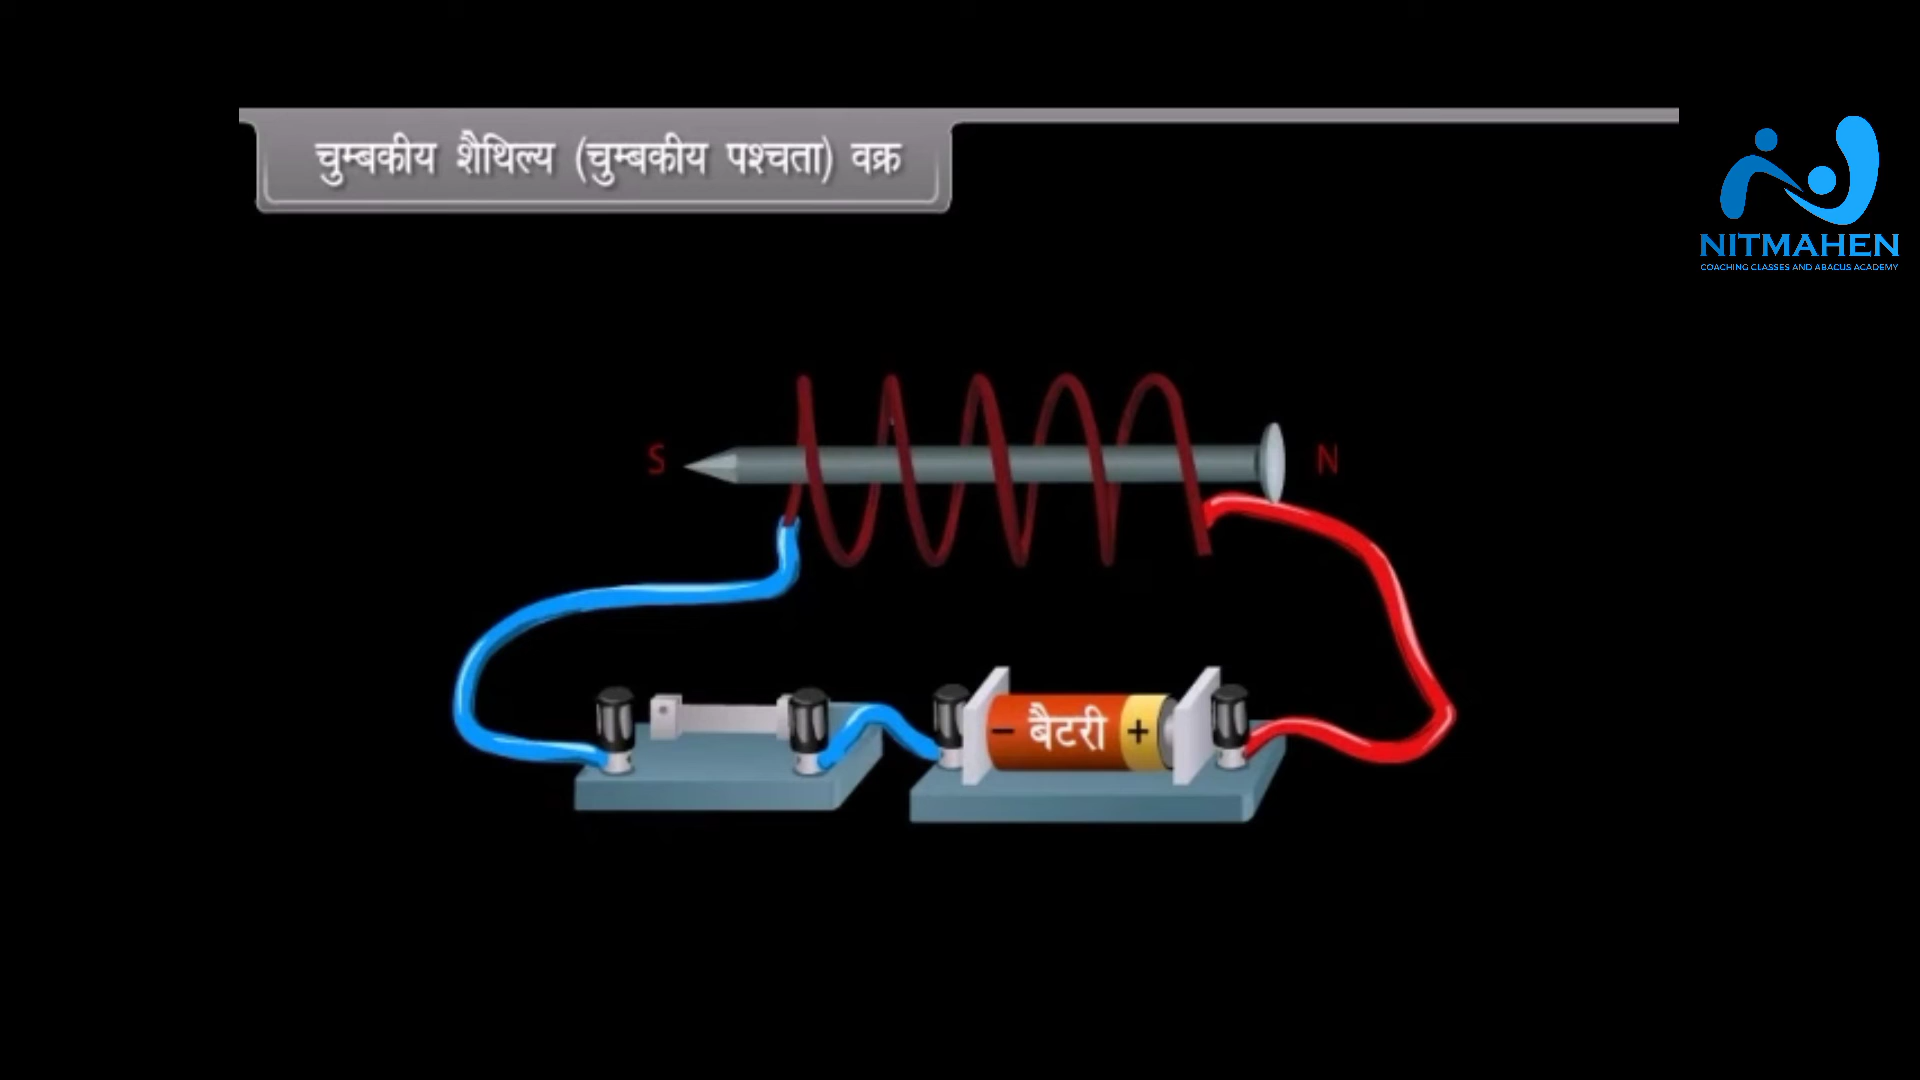 चुम्बकीय शैथिल्य (चुम्बकीय पश्चता) वक्र
NITMAHEN
COACHING CLASSES AND ABACUS ACADEMY
S
N
- बैटरी +